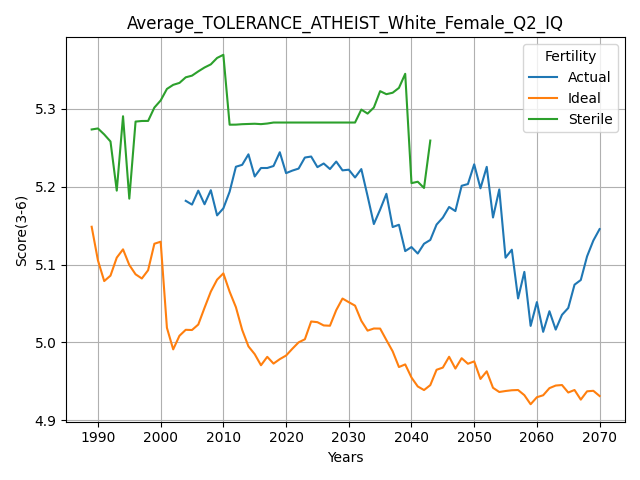 Average_TOLERANCE_ATHEIST_White_Female_Q2_IQ
Fertility
Actual
Ideal
Sterile
Score(3-6)
5.3
5.2
5.1
5.0
4.9
1990 2000 2010 2020 2030 2040 2050 2060 2070
Years